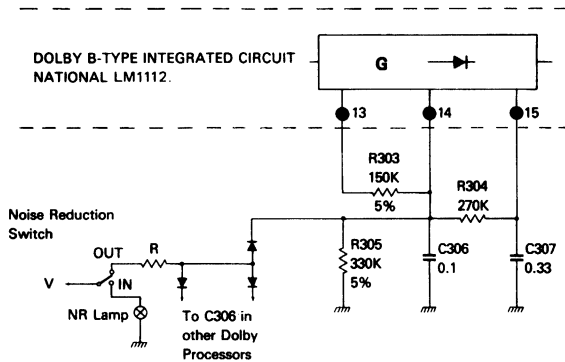 DOLBY B-TYPE INTEGRATED CIRCUIT
NATIONAL LM1112.
G
13
14
15
R303
150K
5%
R304
270K
Noise Reduction
Switch
OUT
R
V
IN
NR Lamp
R305
330K
5%
C306
0.1
C307
0.33
To C306 in
other Dolby
Processors